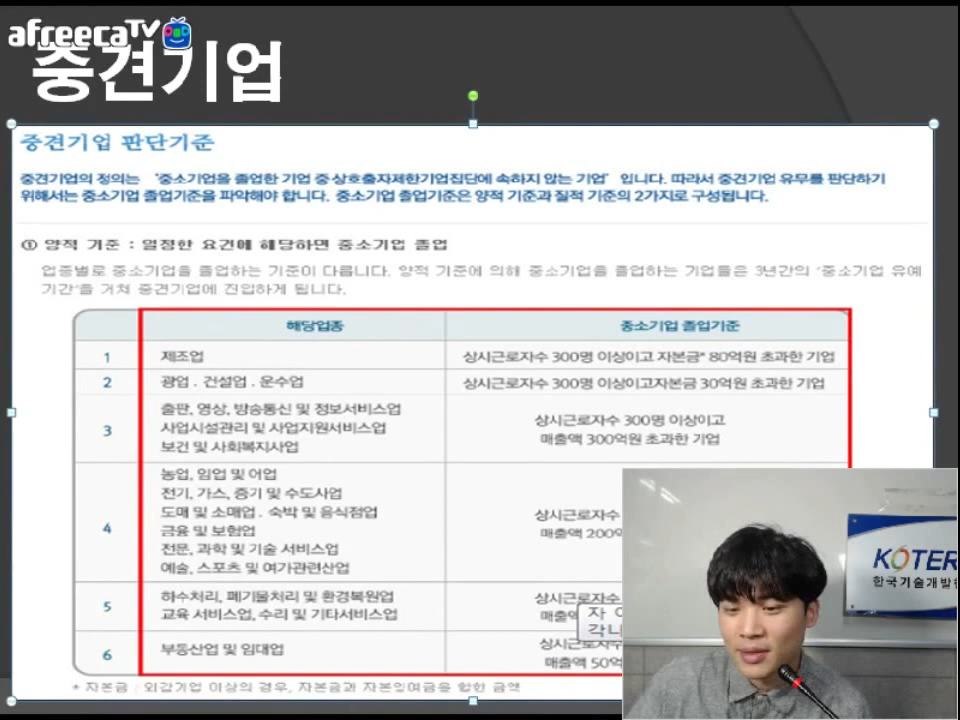 afreecaTV
중견기업
중견기업 판단기준
중견기업의 정의는 '중소기업을 졸업한 기업 중 상호출자제한기업집단에 속하지 않는 기업' 입니다. 따라서 중견기업 유무를 판단하기
위해서는 중소기업 졸업기준을 파악해야 합니다. 중소기업 졸업기준은 양적 기준과 질적 기준의 2가지로 구성됩니다.
① 양적 기준 : 일정한 요건에 해당하면 중소기업 졸업
업종별로 중소기업을 졸업하는 기준이 다릅니다. 양적 기준에 의해 중소기업을 졸업하는 기업들은 3년간의 '중소기업 유예
기간'을 거쳐 중견기업에 진입하게 됩니다.
해당업종 중소기업 졸업기준
1 제조업 상시근로자수 300명 이상이고 자본금* 80억원 초과한 기업
2 광업 . 건설업 . 운수업 상시근로자수 300명 이상이고자본금 30억원 초과한 기업
3
출판, 영상, 방송통신 및 정보서비스업
사업시설관리 및 사업지원서비스업
보건 및 사회복지사업
상시근로자수 300명 이상이고
매출액 300억원 초과한 기업
4
농업, 임업 및 어업
전기, 가스, 증기 및 수도사업
도매 및 소매업 . 숙박 및 음식점업
금융 및 보험업
전문, 과학 및 기술 서비스업
예술, 스포츠 및 여가관련산업
상시근로자수
매출액 200억
5
하수처리, 폐기물처리 및 환경복원업
교육 서비스업, 수리 및 기타서비스업
상시근로자수
매출
6 부동산업 및 임대업
상시근로자수
매출액 50억
* 자본금 : 외감기업 이상의 경우, 자본금과 자본잉여금을 합한 금액
자
각
KOTER
한국기술개발